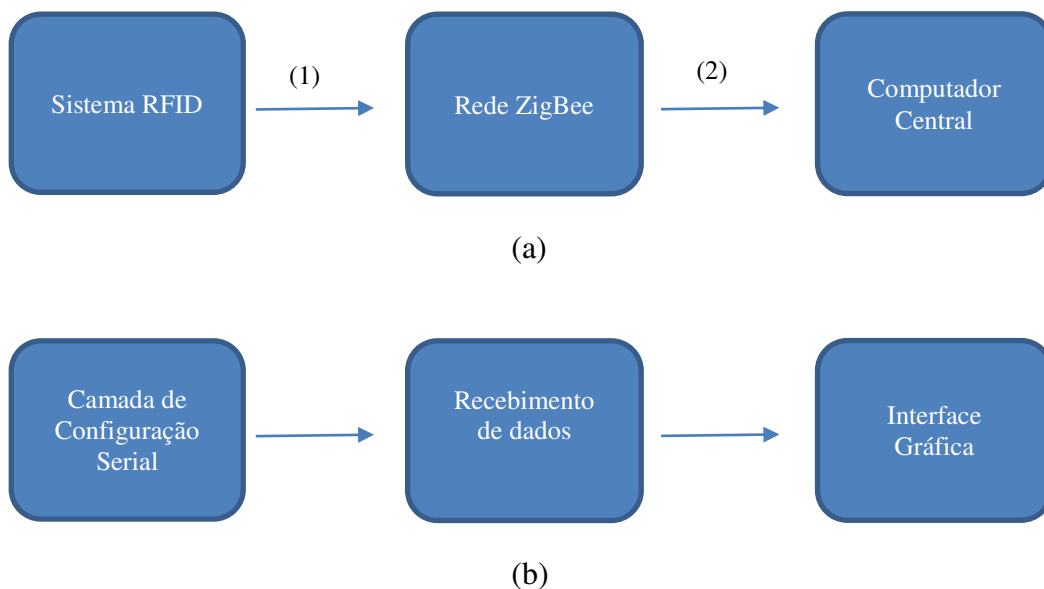 (1)
(2)
Sistema RFID
Rede ZigBee
Computador
Central
(a)
Camada de
Configuração
Serial
Recebimento
de dados
Interface
Gráfica
(b)